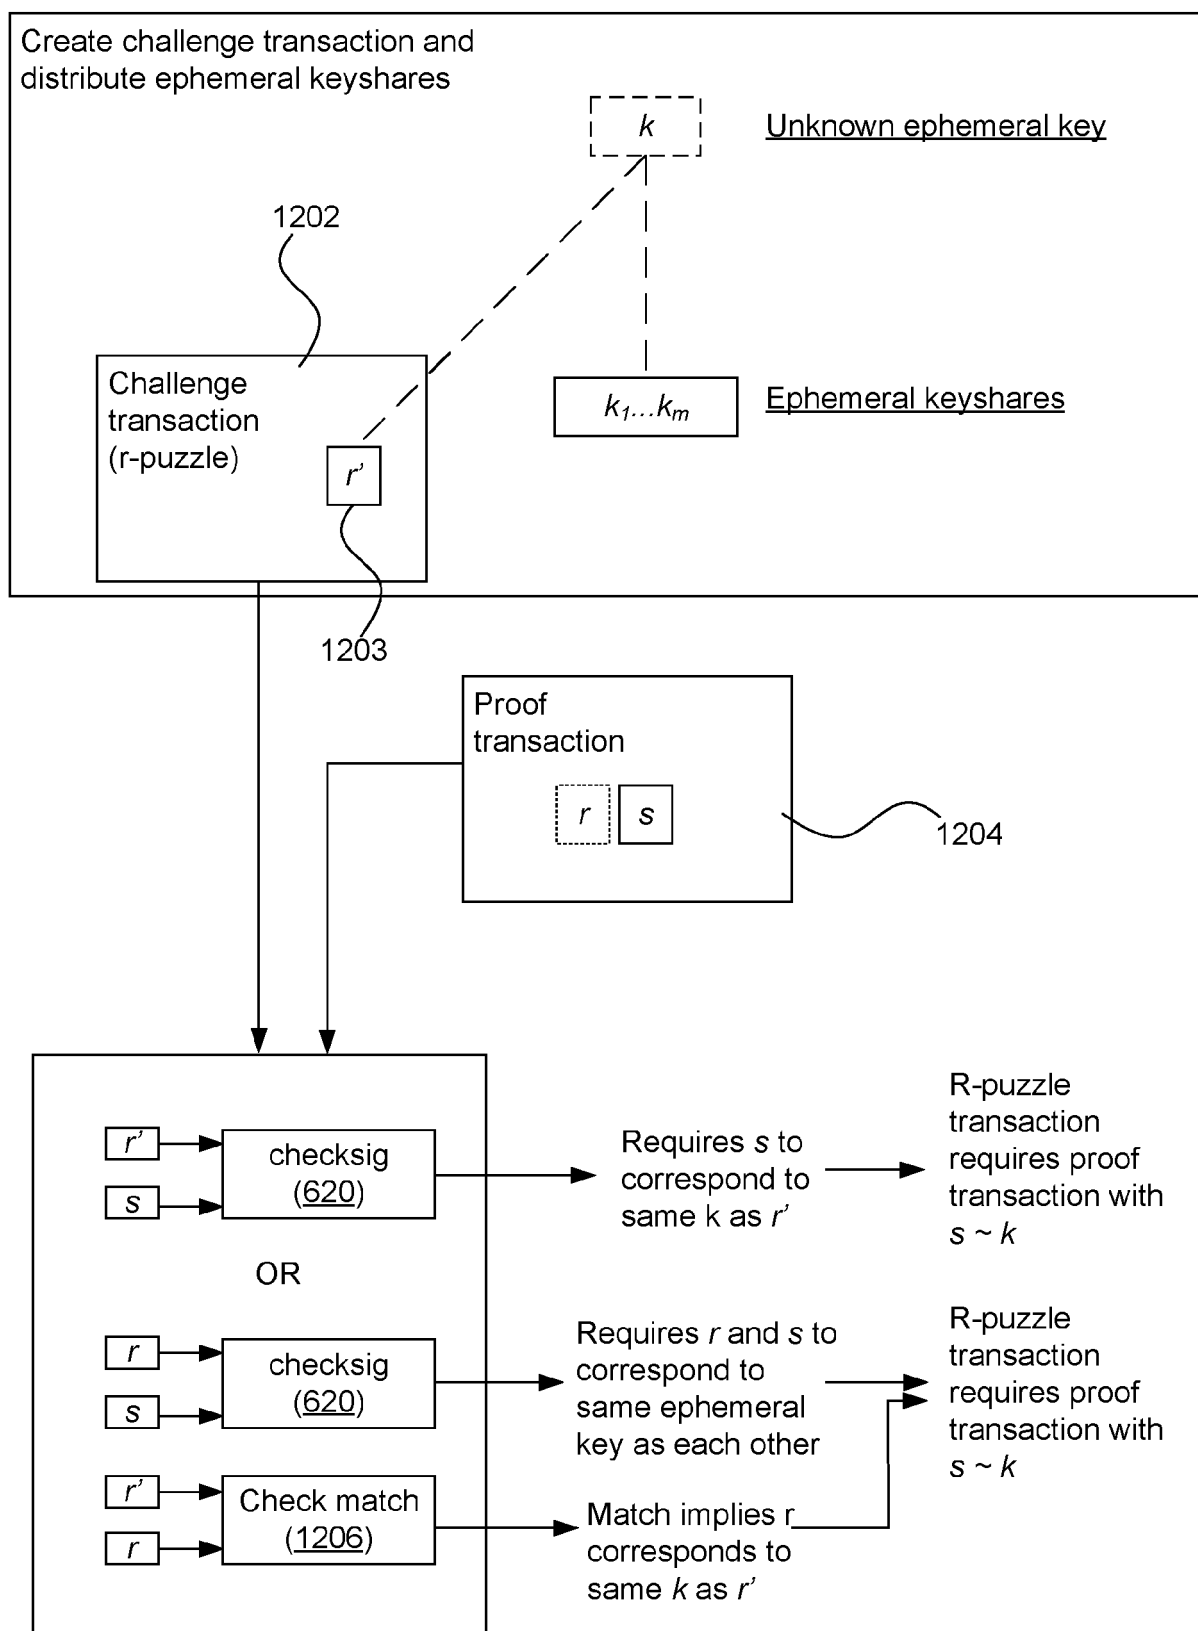 Create challenge transaction and
distribute ephemeral keyshares
k
Unknown ephemeral key
1202
Challenge
transaction
(r-puzzle)
r'
k1...km
Ephemeral keyshares
1203
Proof
transaction
r
s
1204
r'
s
checksig
(620)
Requires s to
correspond to
same k as r'
R-puzzle
transaction
requires proof
transaction with
s ~ k
OR
r
s
checksig
(620)
Requires r and s to
correspond to
same ephemeral
key as each other
R-puzzle
transaction
requires proof
transaction with
s ~ k
r'
r
Check match
(1206)
Match implies r
corresponds to
same k as r'